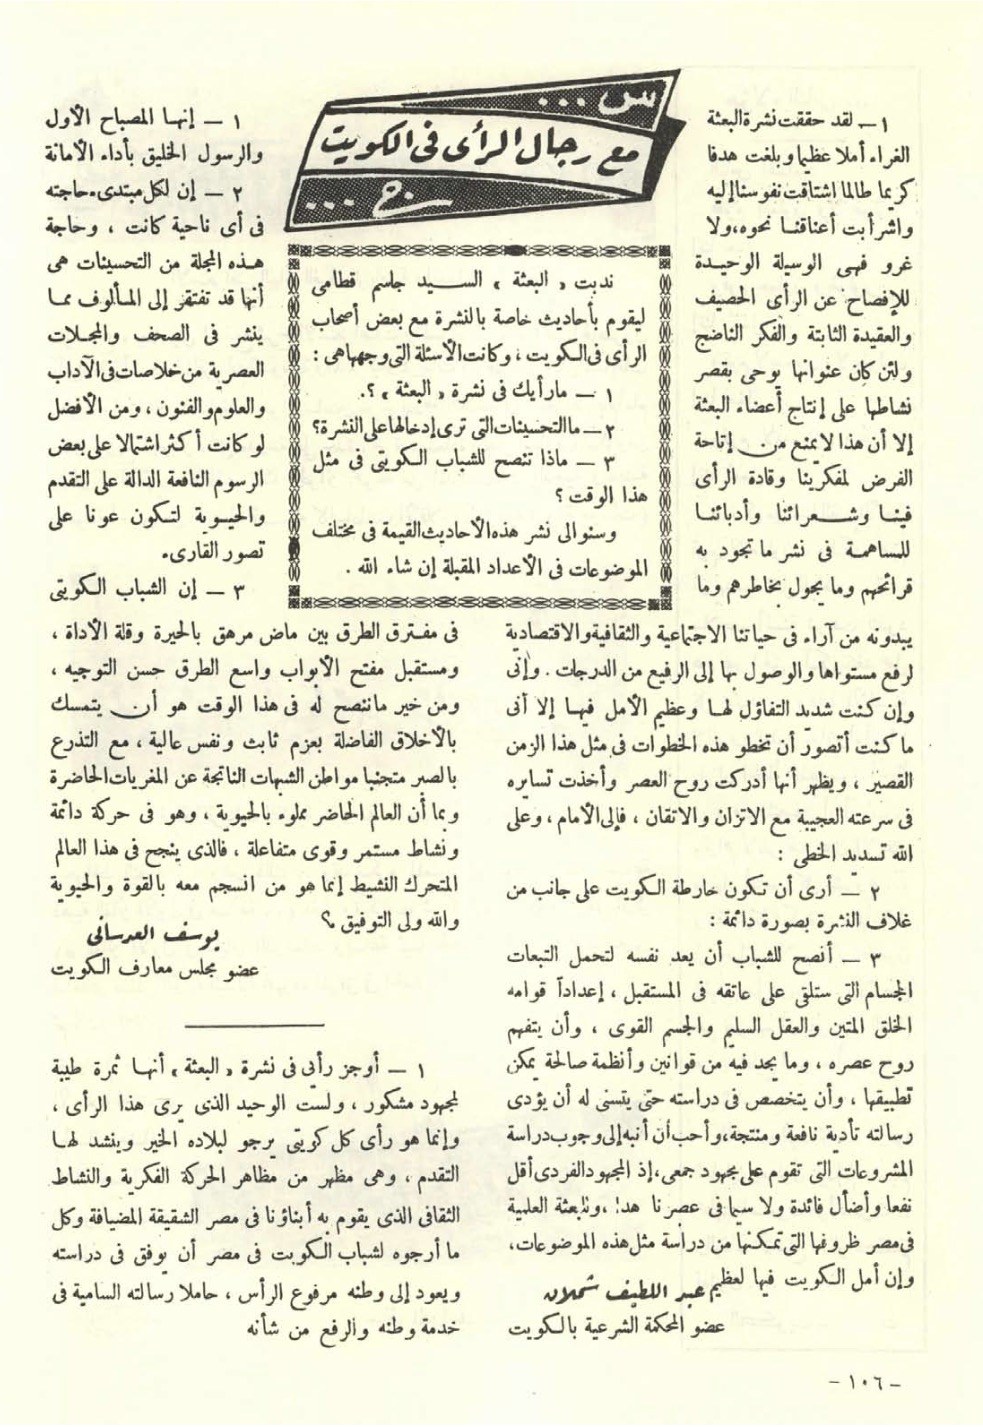 س ...
مع رجال الرأى فى الكويت
ج ...
ندبت « البعثة » السيد جاسم قطامى
ليقوم بأحاديث خاصة بالنشرة مع بعض أصحاب
الرأى فى الكويت ، وكانت الأسئلة التى وجهها هى :
١ — ما رأيك فى نشرة « البعثة » ؟.
٢ — ما التحسينات التى ترى إدخالها على النشرة؟
٣ — ماذا تنصح للشباب الكويتى فى مثل
هذا الوقت ؟
وسنوالى نشر هذه الأحاديث القيمة فى مختلف
الموضوعات فى الأعداد المقبلة إن شاء الله .
١ — لقد حققت نشرة البعثة
الغراء أملا عظيما وبلغت هدفا
كريما طالما اشتاقت نفوسنا إليه
واشرأبت أعناقنا نحوه، ولا
غرو فهى الوسيلة الوحيدة
للإفصاح عن الرأى الحصيف
والعقيدة الثابتة والفكر الناضج
ولئن كان عنوانها يوحى بقصر
نشاطها على إنتاج أعضاء البعثة
إلا أن هذا لا يمنع من إتاحة
الفرض لمفكرينا وقادة الرأى
فينا وشعرائنا وأدبائنا
للمساهمة فى نشر ما تجود به
قرائحهم وما يجول بخاطرهم وما
يبدونه من آراء فى حياتنا الاجتماعية والثقافية والاقتصادية
لرفع مستواها والوصول بها إلى الرفيع من الدرجات . وإنى
وإن كنت شديد التفاؤل لها وعظيم الأمل فيها إلا أنى
ما كنت أتصور أن تخطو هذه الخطوات فى مثل هذا الزمن
القصير ، ويظهر أنها أدركت روح العصر وأخذت تسايره
فى سرعته العجيبة مع الاتزان والاتقان ، فإلى الأمام ، وعلى
الله تسديد الخطى :
٢ — أرى أن تكون خارطة الكويت على جانب من
غلاف النشرة بصورة دائمة :
٣ — أنصح للشباب أن يعد نفسه لتحمل التبعات
الجسام التى ستلقى على عاتقه فى المستقبل ، إعداداً قوامه
الخلق المتين والعقل السليم والجسم القوى ، وأن يتفهم
روح عصره ، وما يجد فيه من قوانين وأنظمة صالحة يمكن
تطبيقها ، وأن يتخصص فى دراسته حتى يتسنى له أن يؤدى
رسالته تأدية نافعة ومنتجة، وأحب أن أنبه إلى وجوب دراسة
المشروعات التى تقوم على مجهود جمعى، إذ المجهود الفردى أقل
نفعا وأضأل فائدة ولا سيما فى عصرنا هذا ، وللبعثة العلمية
فى مصر ظروفها التى تمكنها من دراسة مثل هذه الموضوعات،
وإن أمل الكويت فيها لعظيم
عبد اللطيف شملان
عضو المحكمة الشرعية بالكويت
١ — إنها المصباح الأول
والرسول الخليق بأداء الأمانة
٢ — إن لكل مبتدى، حاجته
فى أى ناحية كانت ، وحاجة
هذه المجلة من التحسينات هى
أنها قد تفتقر إلى المألوف مما
ينشر فى الصحف والمجلات
العصرية من خلاصات فى الآداب
والعلوم والفنون ، ومن الأفضل
لو كانت أكثر اشتمالا على بعض
الرسوم النافعة الدالة على التقدم
والحيوية لتكون عونا على
تصور القارى.
٣ — إن الشباب الكويتى
فى مفترق الطرق بين ماض مرهق بالحيرة وقلة الأداة ،
ومستقبل مفتح الأبواب واسع الطرق حسن التوجيه ،
ومن خير ما ننصح له فى هذا الوقت هو أن يتمسك
بالأخلاق الفاضلة بعزم ثابت ونفس عالية ، مع التذرع
بالصبر متجنبا مواطن الشبهات الناتجة عن المغريات الحاضرة
وبما أن العالم الحاضر مملوء بالحيوية ، وهو فى حركة دائمة
ونشاط مستمر وقوى متفاعلة ، فالذى ينجح فى هذا العالم
المتحرك النشيط إنما هو من انسجم معه بالقوة والحيوية
والله ولى التوفيق ؟
يوسف العدسانى
عضو مجلس معارف الكويت
١ — أوجز رأيى فى نشرة « البعثة » أنها ثمرة طيبة
لمجهود مشكور ، ولست الوحيد الذى يرى هذا الرأى ،
وإنما هو رأى كل كويتى يرجو لبلاده الخير وينشد لها
التقدم ، وهى مظهر من مظاهر الحركة الفكرية والنشاط
الثقافى الذى يقوم به أبناؤنا فى مصر الشقيقة المضيافة وكل
ما أرجوه لشباب الكويت فى مصر أن يوفق فى دراسته
ويعود إلى وطنه مرفوع الرأس ، حاملا رسالته السامية فى
خدمة وطنه والرفع من شأنه
- ١٠٦ -